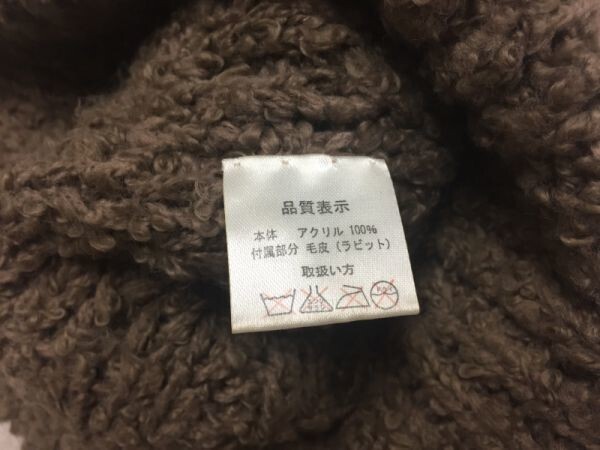 品質表示
本体 アクリル 100%
付属部分 毛皮（ラビット）
取扱い方